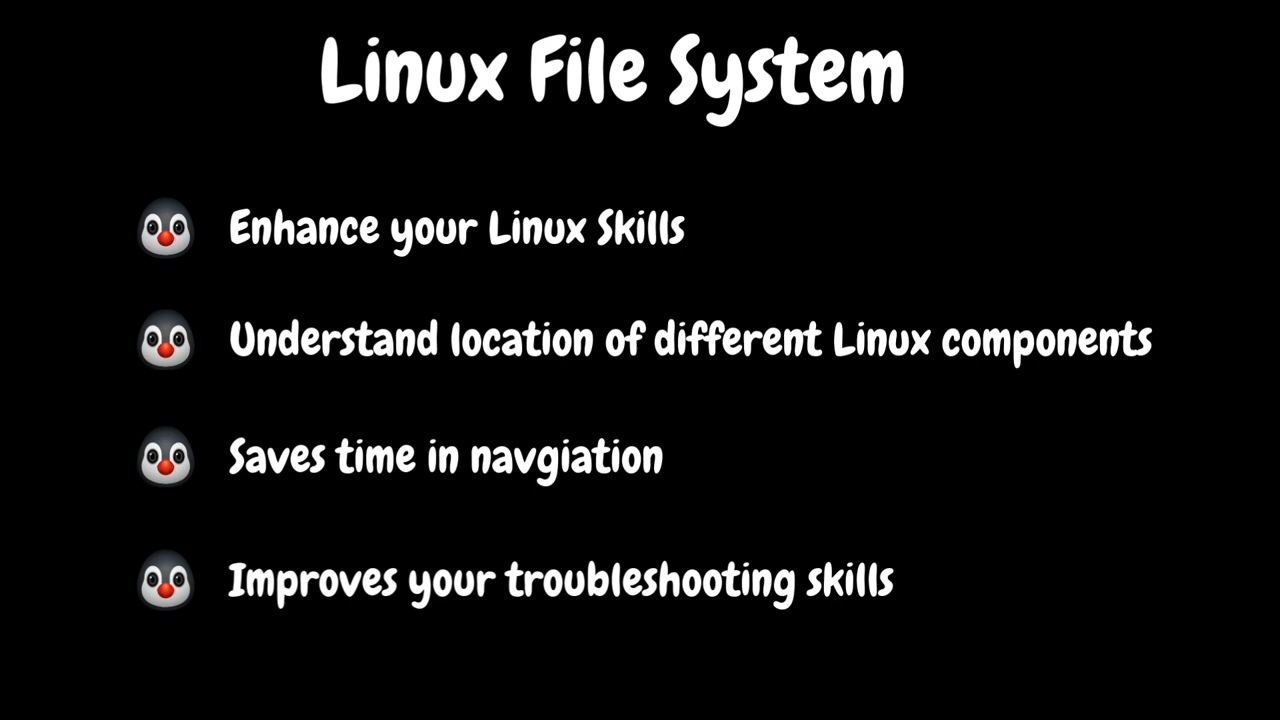 Linux File System
Enhance your Linux Skills
Understand location of different Linux components
Saves time in navgiation
Improves your troubleshooting skills